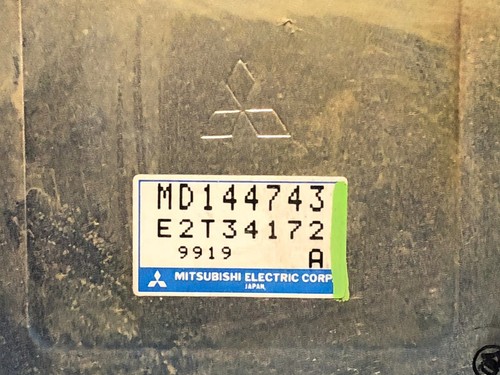 MD144743
E2T34172
9919
A
MITSUBISHI ELECTRIC CORP.
JAPAN